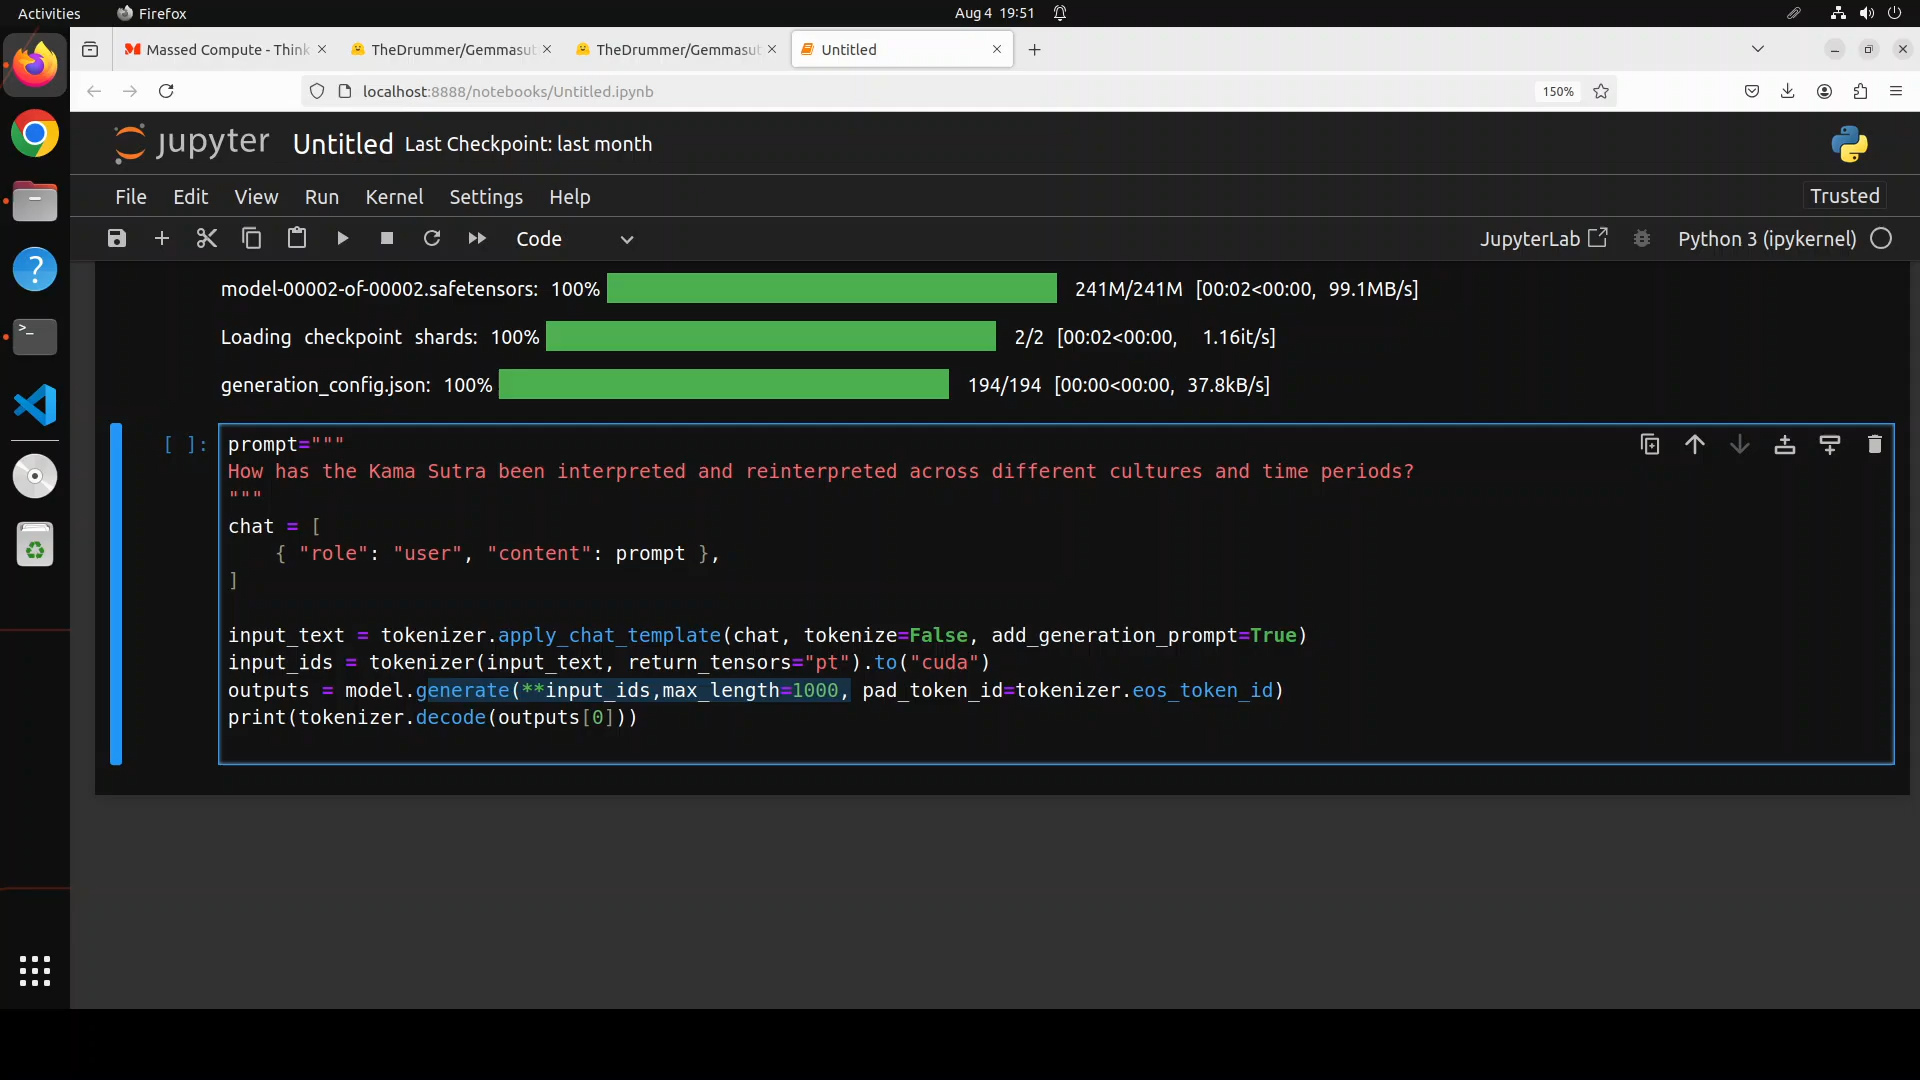 Activities Firefox Aug 4 19:51
Massed Compute - Think TheDrummer/Gemmasut TheDrummer/Gemmasut Untitled
localhost:8888/notebooks/Untitled.ipynb 150%
jupyter Untitled Last Checkpoint: last month
File Edit View Run Kernel Settings Help Trusted
Code JupyterLab Python 3 (ipykernel)
model-00002-of-00002.safetensors: 100% 241M/241M [00:02<00:00, 99.1MB/s]
Loading checkpoint shards: 100% 2/2 [00:02<00:00, 1.16it/s]
generation_config.json: 100% 194/194 [00:00<00:00, 37.8kB/s]
[ ]: prompt="""
How has the Kama Sutra been interpreted and reinterpreted across different cultures and time periods?
"""
chat = [
    { "role": "user", "content": prompt },
]
input_text = tokenizer.apply_chat_template(chat, tokenize=False, add_generation_prompt=True)
input_ids = tokenizer(input_text, return_tensors="pt").to("cuda")
outputs = model.generate(**input_ids,max_length=1000, pad_token_id=tokenizer.eos_token_id)
print(tokenizer.decode(outputs[0]))